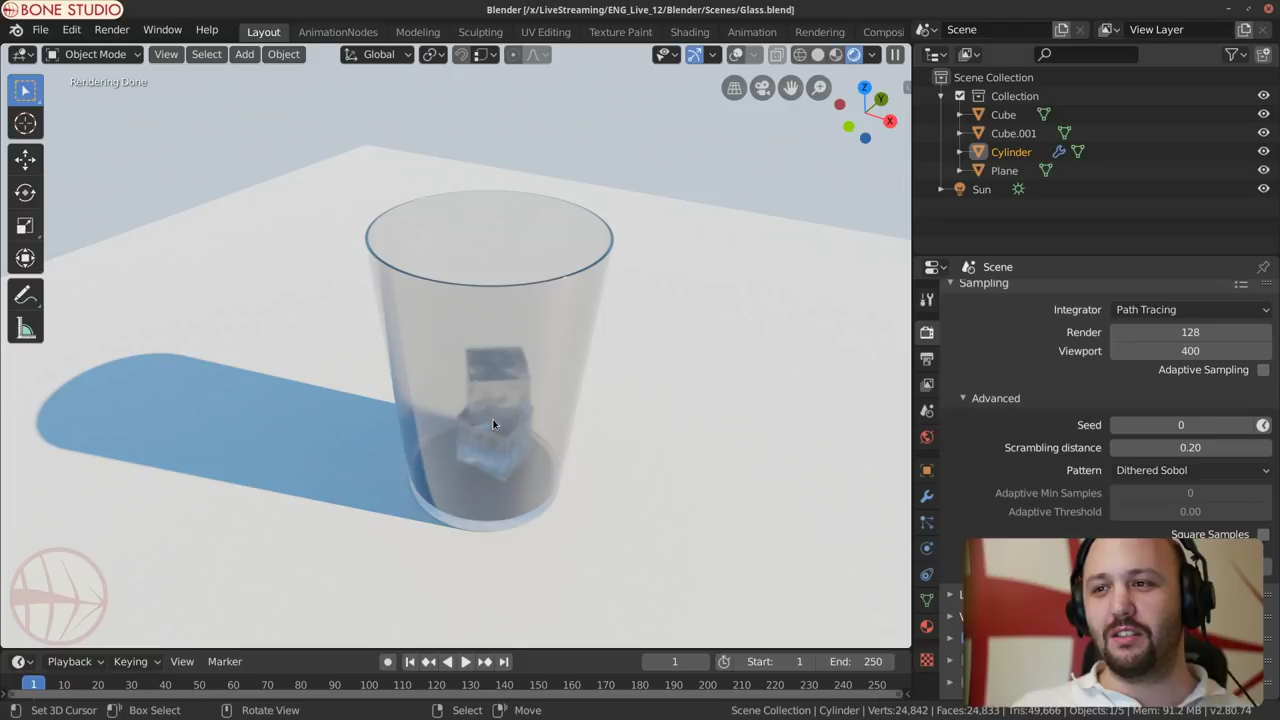 BONE STUDIO
Blender [/x/LiveStreaming/ENG_Live_12/Blender/Scenes/Glass.blend]
File Edit Render Window Help
Layout AnimationNodes Modeling Sculpting UV Editing Texture Paint Shading Animation Rendering Composi
Scene
View Layer
Object Mode View Select Add Object Global
Rendering Done
Z
Y
X
Scene Collection
Collection
Cube
Cube.001
Cylinder
Plane
Sun
Scene
Sampling
Integrator Path Tracing
Render 128
Viewport 400
Adaptive Sampling
Advanced
Seed 0
Scrambling distance 0.20
Pattern Dithered Sobol
Adaptive Min Samples 0
Adaptive Threshold 0.00
Square Samples
Playback Keying View Marker
1 Start: 1 End: 250
1 10 20 30 40 50 60 70 80 90 100 110 120 130 140 150 160 170 180 190 200 210 220 230 240 250
Set 3D Cursor Box Select Rotate View Select Move
Scene Collection | Cylinder | Verts:24,842 | Faces:24,833 | Tris:49,666 | Objects:1/5 | Mem: 91.2 MB | v2.80.74